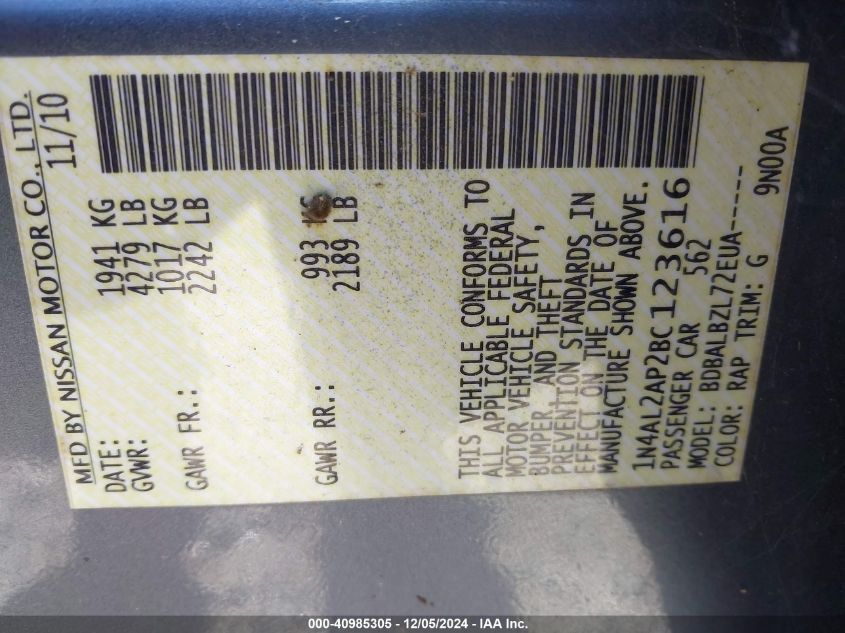 MFD BY NISSAN MOTOR CO., LTD.
DATE: 11/10
GVWR: 1941 KG
4279 LB
GAWR FR.: 1017 KG
2242 LB
GAWR RR.: 993 KG
2189 LB
THIS VEHICLE CONFORMS TO
ALL APPLICABLE FEDERAL
MOTOR VEHICLE SAFETY,
BUMPER, AND THEFT
PREVENTION STANDARDS IN
EFFECT ON THE DATE OF
MANUFACTURE SHOWN ABOVE.
1N4AL2AP2BC123616
PASSENGER CAR 562
MODEL: BDBALBZL72EUA-----
COLOR: RAP TRIM: G 9N00A
000-40985305 - 12/05/2024 - IAA Inc.